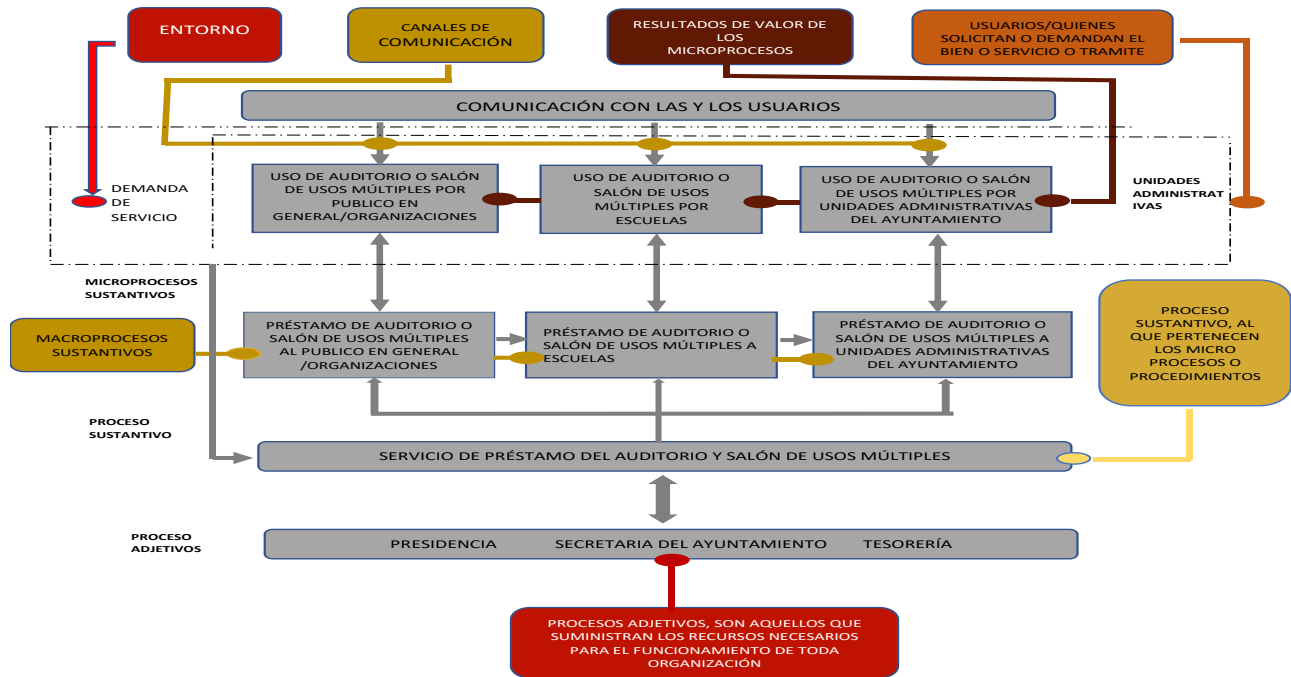 ENTORNO
CANALES DE
COMUNICACIÓN
RESULTADOS DE VALOR DE
LOS
MICROPROCESOS
USUARIOS/QUIENES
SOLICITAN O DEMANDAN EL
BIEN O SERVICIO O TRAMITE
COMUNICACIÓN CON LAS Y LOS USUARIOS
DEMANDA
DE
SERVICIO
USO DE AUDITORIO O SALÓN
DE USOS MÚLTIPLES POR
PUBLICO EN
GENERAL/ORGANIZACIONES
USO DE AUDITORIO O
SALÓN DE USOS
MÚLTIPLES POR
ESCUELAS
USO DE AUDITORIO O SALÓN
DE USOS MÚLTIPLES POR
UNIDADES ADMINISTRATIVAS
DEL AYUNTAMIENTO
UNIDADES
ADMINISTRAT
IVAS
MICROPROCESOS
SUSTANTIVOS
MACROPROCESOS
SUSTANTIVOS
PRÉSTAMO DE AUDITORIO O
SALÓN DE USOS MÚLTIPLES
AL PUBLICO EN GENERAL
/ORGANIZACIONES
PRÉSTAMO DE AUDITORIO O
SALÓN DE USOS MÚLTIPLES A
ESCUELAS
PRÉSTAMO DE AUDITORIO O
SALÓN DE USOS MÚLTIPLES A
UNIDADES ADMINISTRATIVAS
DEL AYUNTAMIENTO
PROCESO
SUSTANTIVO, AL
QUE PERTENECEN
LOS MICRO
PROCESOS O
PROCEDIMIENTOS
PROCESO
SUSTANTIVO
SERVICIO DE PRÉSTAMO DEL AUDITORIO Y SALÓN DE USOS MÚLTIPLES
PROCESO
ADJETIVOS
PRESIDENCIA SECRETARIA DEL AYUNTAMIENTO TESORERÍA
PROCESOS ADJETIVOS, SON AQUELLOS QUE
SUMINISTRAN LOS RECURSOS NECESARIOS
PARA EL FUNCIONAMIENTO DE TODA
ORGANIZACIÓN